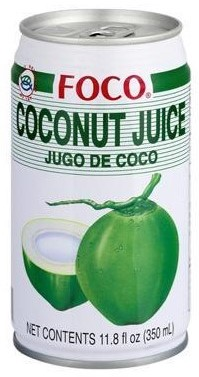 FOCO®
COCONUT JUICE
JUGO DE COCO
NET CONTENTS 11.8 fl oz (350 mL)